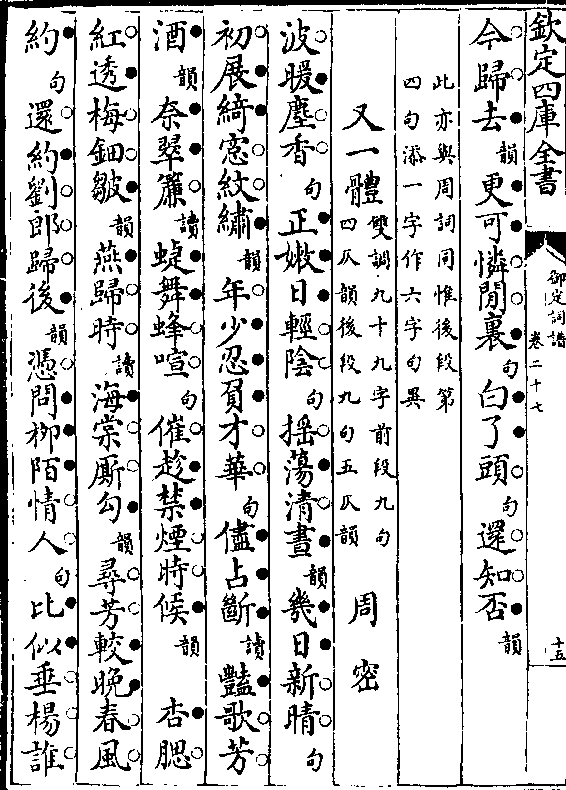 欽定四庫全書
御定詞譜 卷二十七
十五
今歸去韻更可憐閒裏句白了頭句還知否韻
此亦與周詞同惟後段第
四句添一字作六字句異
又一體
雙調九十九字前段九句
四仄韻後段九句五仄韻
周密
波暖塵香句正嫩日輕陰句揺蕩清晝韻幾日新晴句
初展綺窓紋繡韻年少忍負才華句儘占斷讀豔歌芳
酒韻奈翠簾讀蜨舞蜂喧句催趁禁煙時候韻 杏腮
紅透梅鈿皺韻燕歸時讀海棠厮勾韻尋芳較晚春風
約句還約劉郎歸後韻憑問柳陌情人句比似垂楊誰